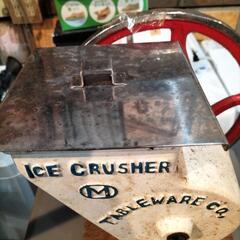 ICE CRUSHER
M
TABLEWARE CO.